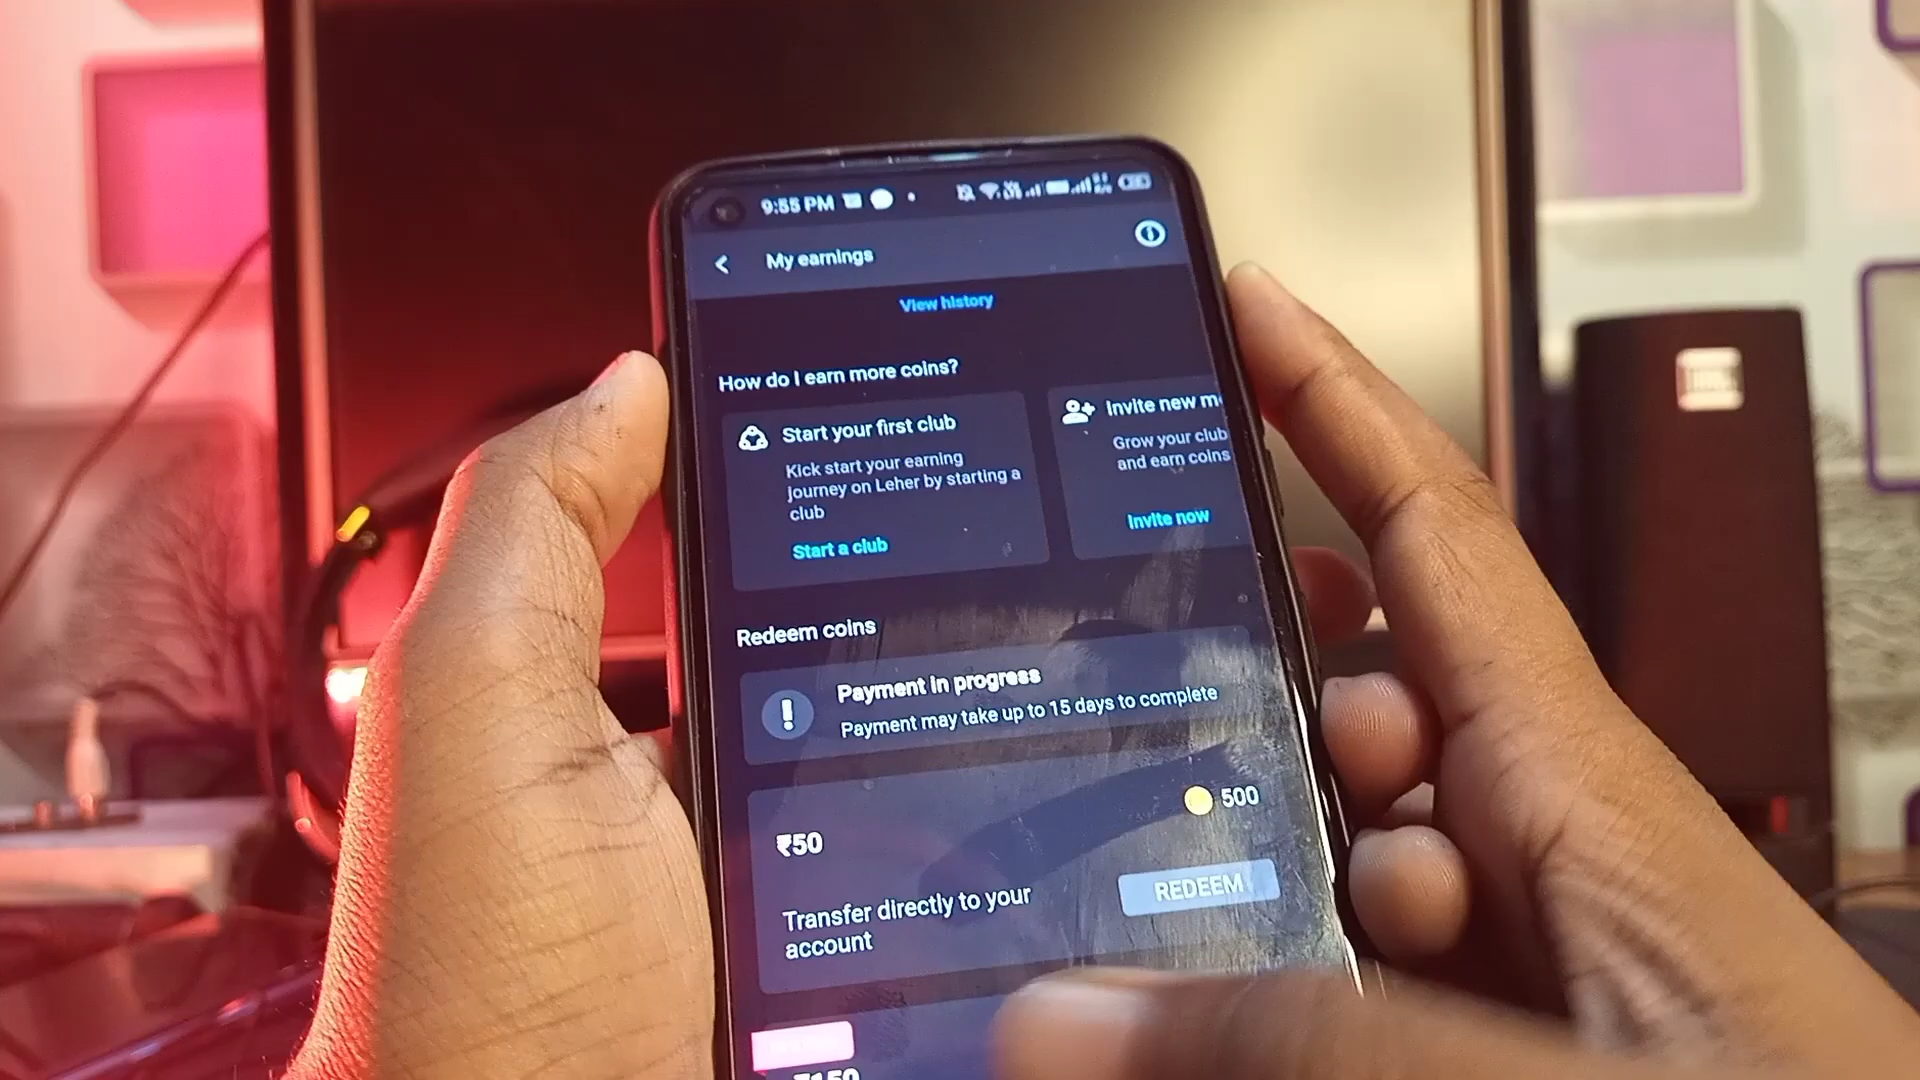 9:55 PM
My earnings
View history
How do I earn more coins?
Start your first club
Kick start your earning
journey on Leher by starting a
club
Start a club
Invite new m
Grow your club
and earn coins
Invite now
Redeem coins
Payment in progress
Payment may take up to 15 days to complete
500
₹50
Transfer directly to your
account
REDEEM
₹150